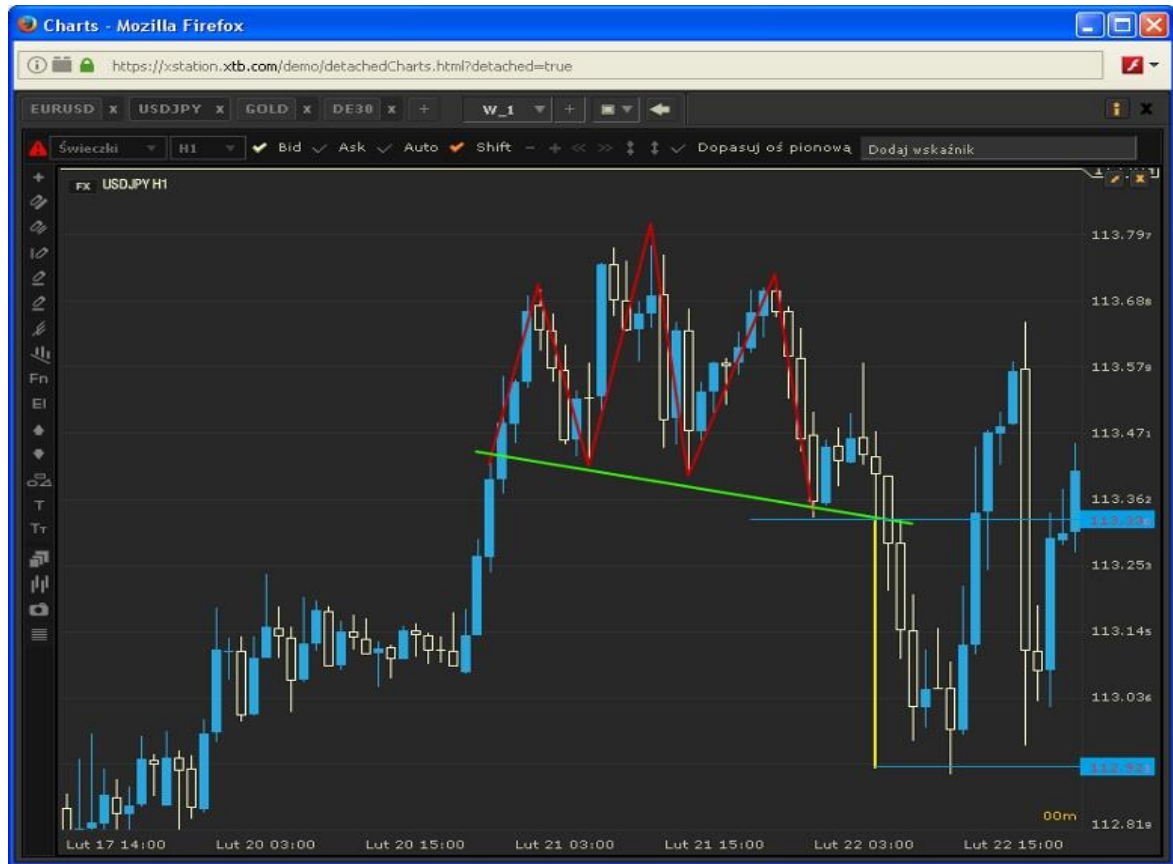 Charts - Mozilla Firefox
https://xstation.xtb.com/demo/detachedCharts.html?detached=true
EURUSD x USDJPY x GOLD x DE30 x + W_1 +
Świeczki H1 Bid Ask Auto Shift - + << >> Dopasuj oś pionową Dodaj wskaźnik
FX USDJPY H1
113.797
113.688
Fn
113.579
El
113.471
T
113.362
TT
113.253
113.145
113.036
00m
112.819
Lut 17 14:00 Lut 20 03:00 Lut 20 15:00 Lut 21 03:00 Lut 21 15:00 Lut 22 03:00 Lut 22 15:00